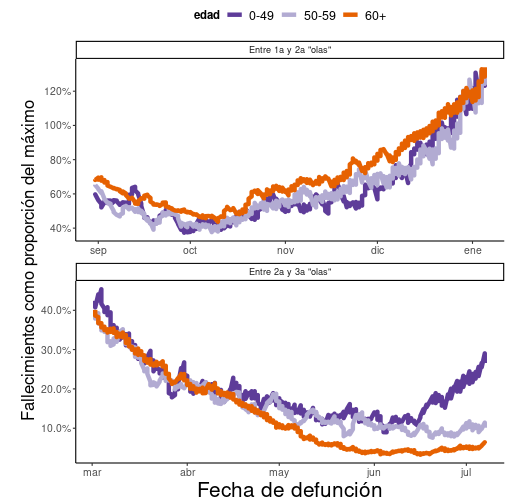 edad 0-49 50-59 60+
Entre 1a y 2a "olas"
120%
100%
80%
60%
40%
sep oct nov dic ene
Entre 2a y 3a "olas"
40.0%
30.0%
20.0%
10.0%
mar abr may jun jul
Fallecimientos como proporción del máximo
Fecha de defunción